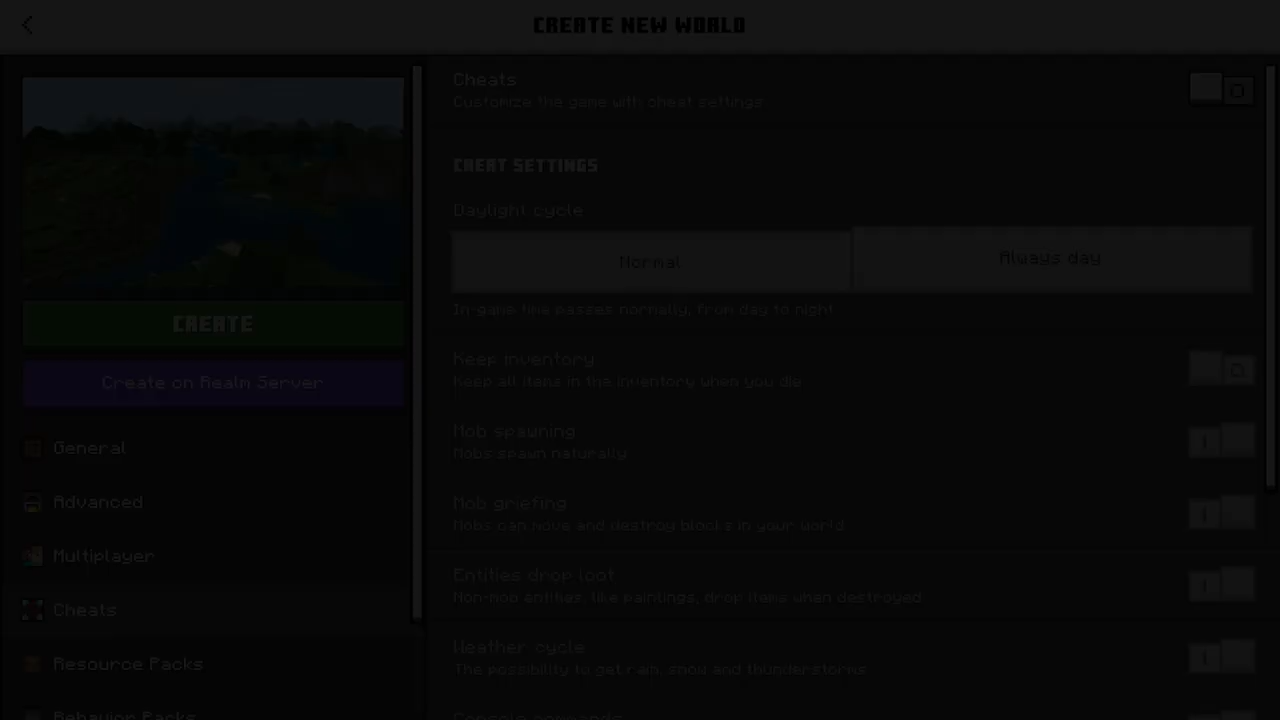 CREATE NEW WORLD
CREATE
Create on Realm Server
General
Advanced
Multiplayer
Cheats
Resource Packs
Behavior Packs
Cheats
Customize the game with cheat settings
CHEAT SETTINGS
Daylight cycle
Normal
Always day
In-game time passes normally, from day to night
Keep inventory
Keep all items in the inventory when you die
Mob spawning
Mobs spawn naturally
Mob griefing
Mobs can move and destroy blocks in your world
Entities drop loot
Non-mob entities, like paintings, drop items when destroyed
Weather cycle
The possibility to get rain, snow and thunderstorms
Console commands